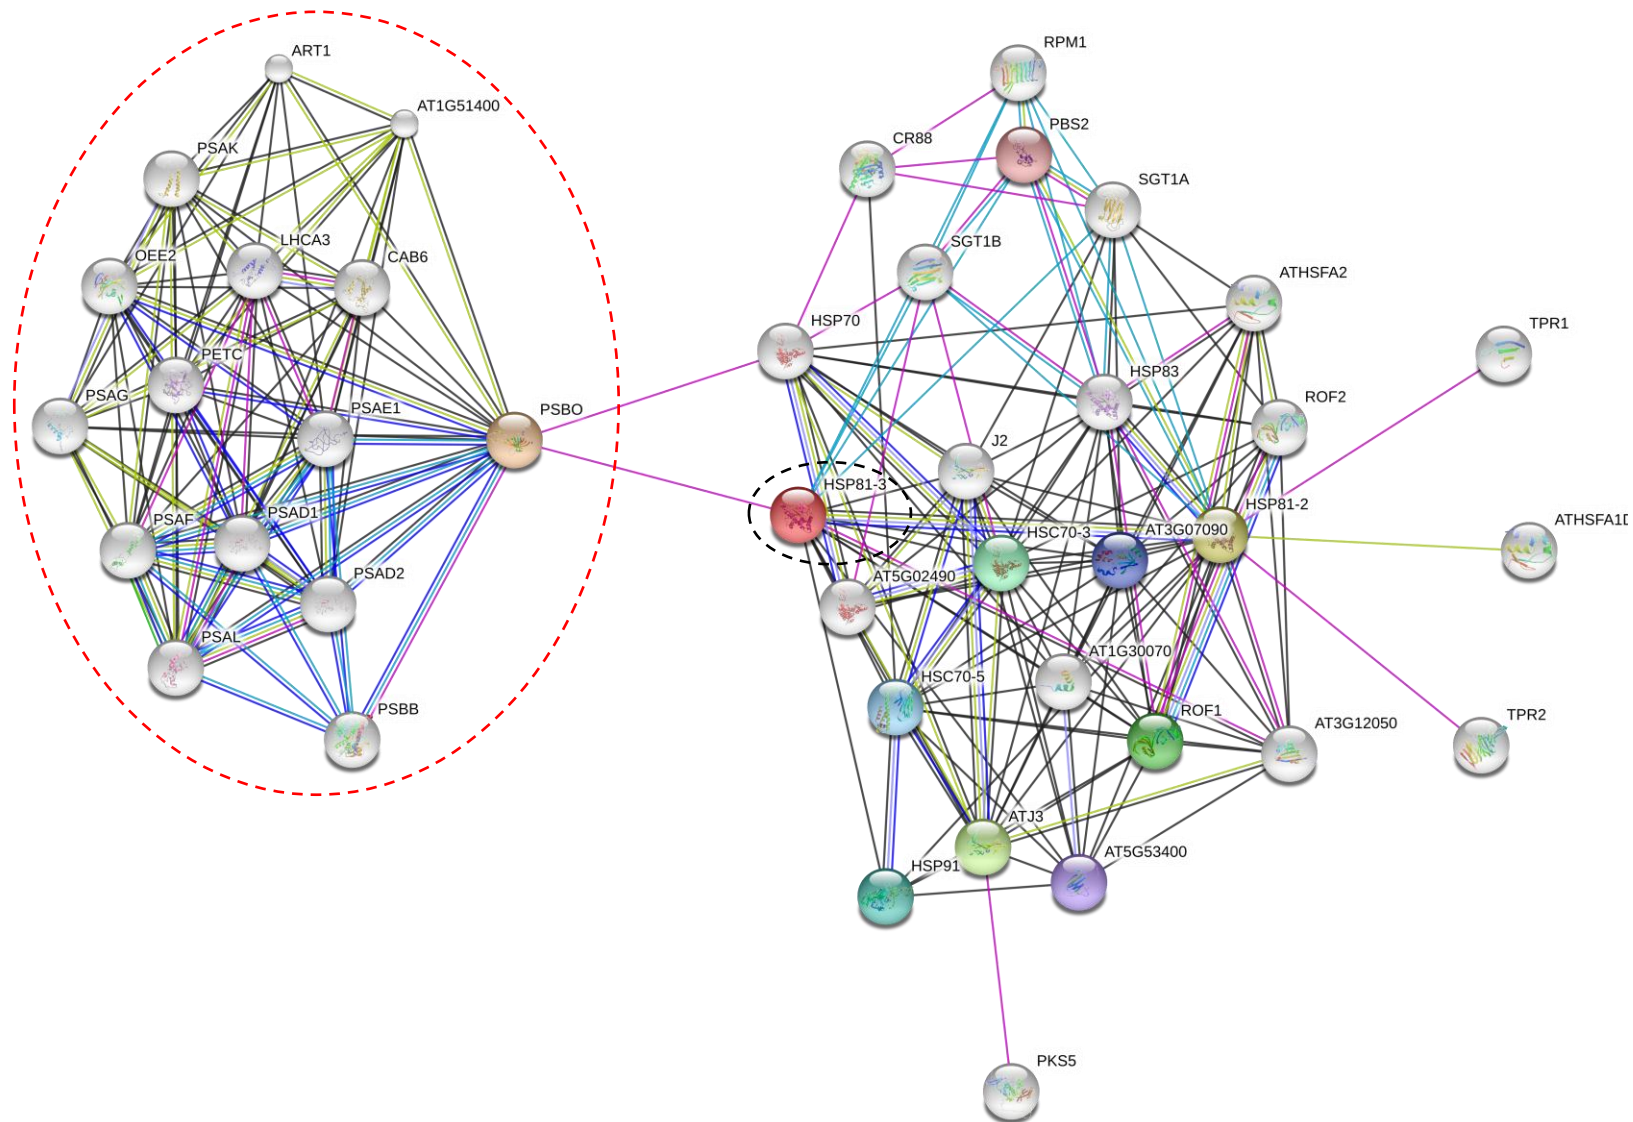 ART1
AT1G51400
PSAK
LHCA3
OEE2
CAB6
PETC
PSAG
PSAE1
PSBO
PSAF
PSAD1
PSAD2
PSAL
PSBB
RPM1
PBS2
CR88
SGT1A
SGT1B
ATHSFA2
HSP70
TPR1
HSP83
ROF2
J2
HSP81-3
HSP81-2
ATHSFA1D
HSC70-3
AT3G07090
AT5G02490
AT1G30070
HSC70-5
ROF1
AT3G12050
TPR2
ATJ3
HSP91
AT5G53400
PKS5